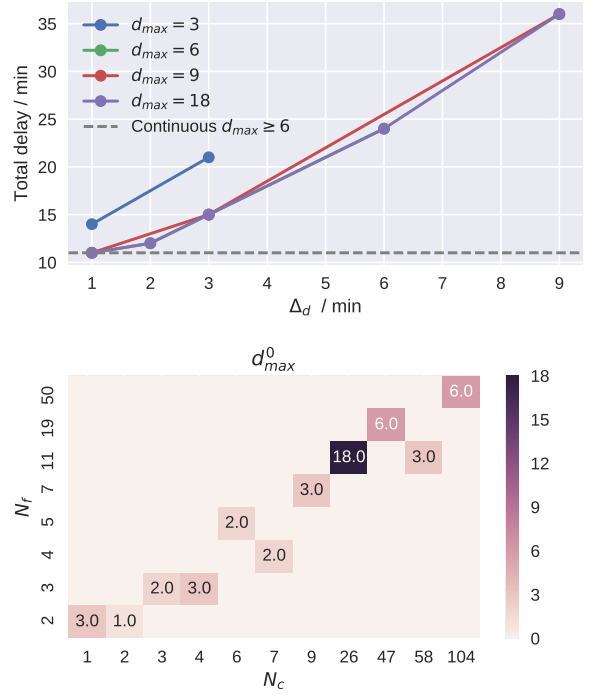 35
30
25
20
15
10
Total delay / min
d_max = 3
d_max = 6
d_max = 9
d_max = 18
Continuous d_max ≥ 6
1 2 3 4 5 6 7 8 9
Δ_d / min
d^0_max
50
19
11
7
5
4
3
2
N_f
6.0
6.0
18.0 3.0
3.0
2.0
2.0
2.0 3.0
3.0 1.0
1 2 3 4 6 7 9 26 47 58 104
N_c
18
15
12
9
6
3
0